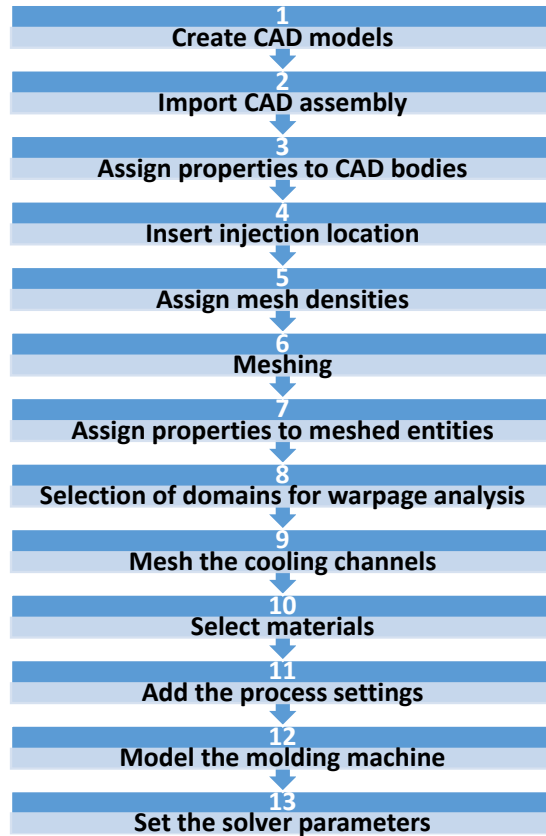 1
Create CAD models
2
Import CAD assembly
3
Assign properties to CAD bodies
4
Insert injection location
5
Assign mesh densities
6
Meshing
7
Assign properties to meshed entities
8
Selection of domains for warpage analysis
9
Mesh the cooling channels
10
Select materials
11
Add the process settings
12
Model the molding machine
13
Set the solver parameters